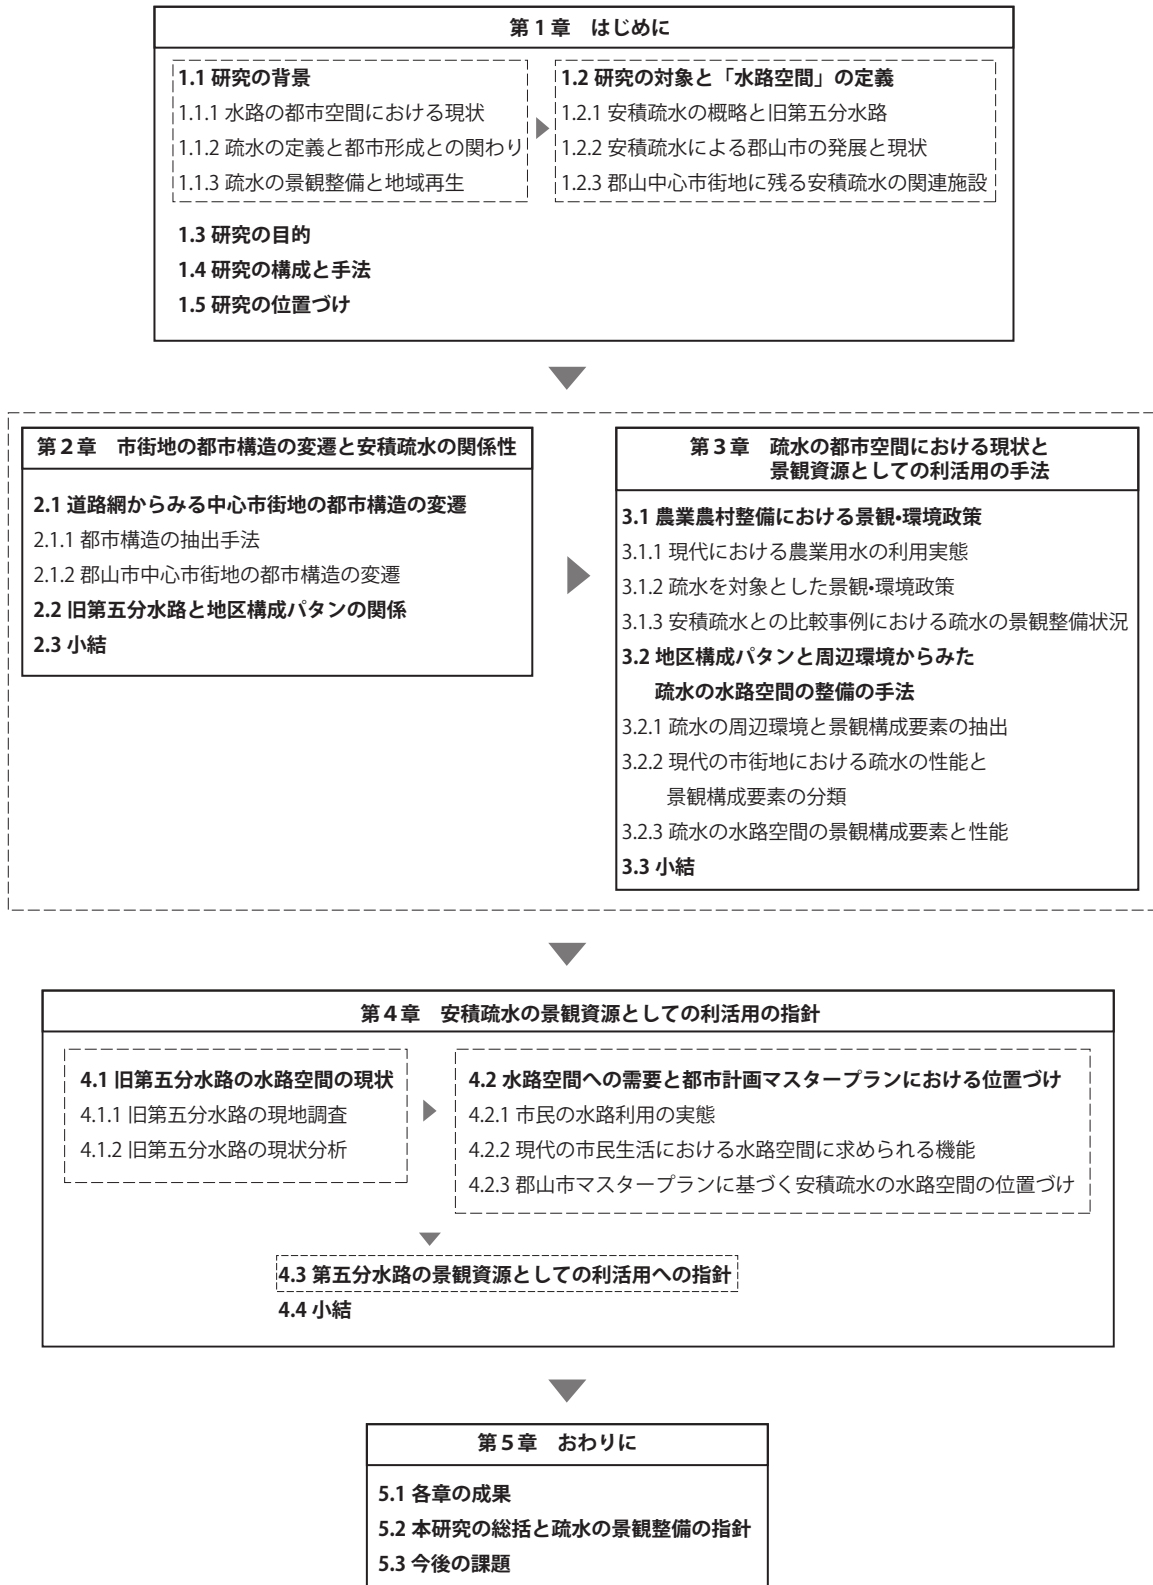 第1章 はじめに
1.1 研究の背景
1.1.1 水路の都市空間における現状
1.1.2 疏水の定義と都市形成との関わり
1.1.3 疏水の景観整備と地域再生
1.2 研究の対象と「水路空間」の定義
1.2.1 安積疏水の概略と旧第五分水路
1.2.2 安積疏水による郡山市の発展と現状
1.2.3 郡山中心市街地に残る安積疏水の関連施設
1.3 研究の目的
1.4 研究の構成と手法
1.5 研究の位置づけ
第2章 市街地の都市構造の変遷と安積疏水の関係性
2.1 道路網からみる中心市街地の都市構造の変遷
2.1.1 都市構造の抽出手法
2.1.2 郡山市中心市街地の都市構造の変遷
2.2 旧第五分水路と地区構成パタンの関係
2.3 小結
第3章 疏水の都市空間における現状と
景観資源としての利活用の手法
3.1 農業農村整備における景観・環境政策
3.1.1 現代における農業用水の利用実態
3.1.2 疏水を対象とした景観・環境政策
3.1.3 安積疏水との比較事例における疏水の景観整備状況
3.2 地区構成パタンと周辺環境からみた
疏水の水路空間の整備の手法
3.2.1 疏水の周辺環境と景観構成要素の抽出
3.2.2 現代の市街地における疏水の性能と
景観構成要素の分類
3.2.3 疏水の水路空間の景観構成要素と性能
3.3 小結
第4章 安積疏水の景観資源としての利活用の指針
4.1 旧第五分水路の水路空間の現状
4.1.1 旧第五分水路の現地調査
4.1.2 旧第五分水路の現状分析
4.2 水路空間への需要と都市計画マスタープランにおける位置づけ
4.2.1 市民の水路利用の実態
4.2.2 現代の市民生活における水路空間に求められる機能
4.2.3 郡山市マスタープランに基づく安積疏水の水路空間の位置づけ
4.3 第五分水路の景観資源としての利活用への指針
4.4 小結
第5章 おわりに
5.1 各章の成果
5.2 本研究の総括と疏水の景観整備の指針
5.3 今後の課題